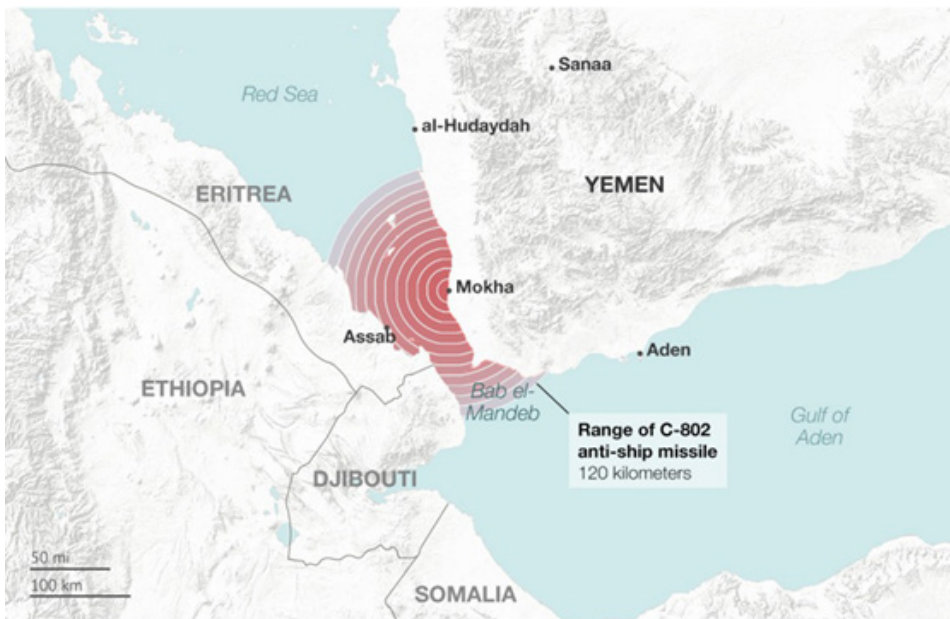 Sanaa
Red Sea
al-Hudaydah
ERITREA
YEMEN
Mokha
Assab
Aden
ETHIOPIA
Bab el-
Mandeb
Gulf of
Aden
Range of C-802
anti-ship missile
120 kilometers
DJIBOUTI
50 mi
100 km
SOMALIA